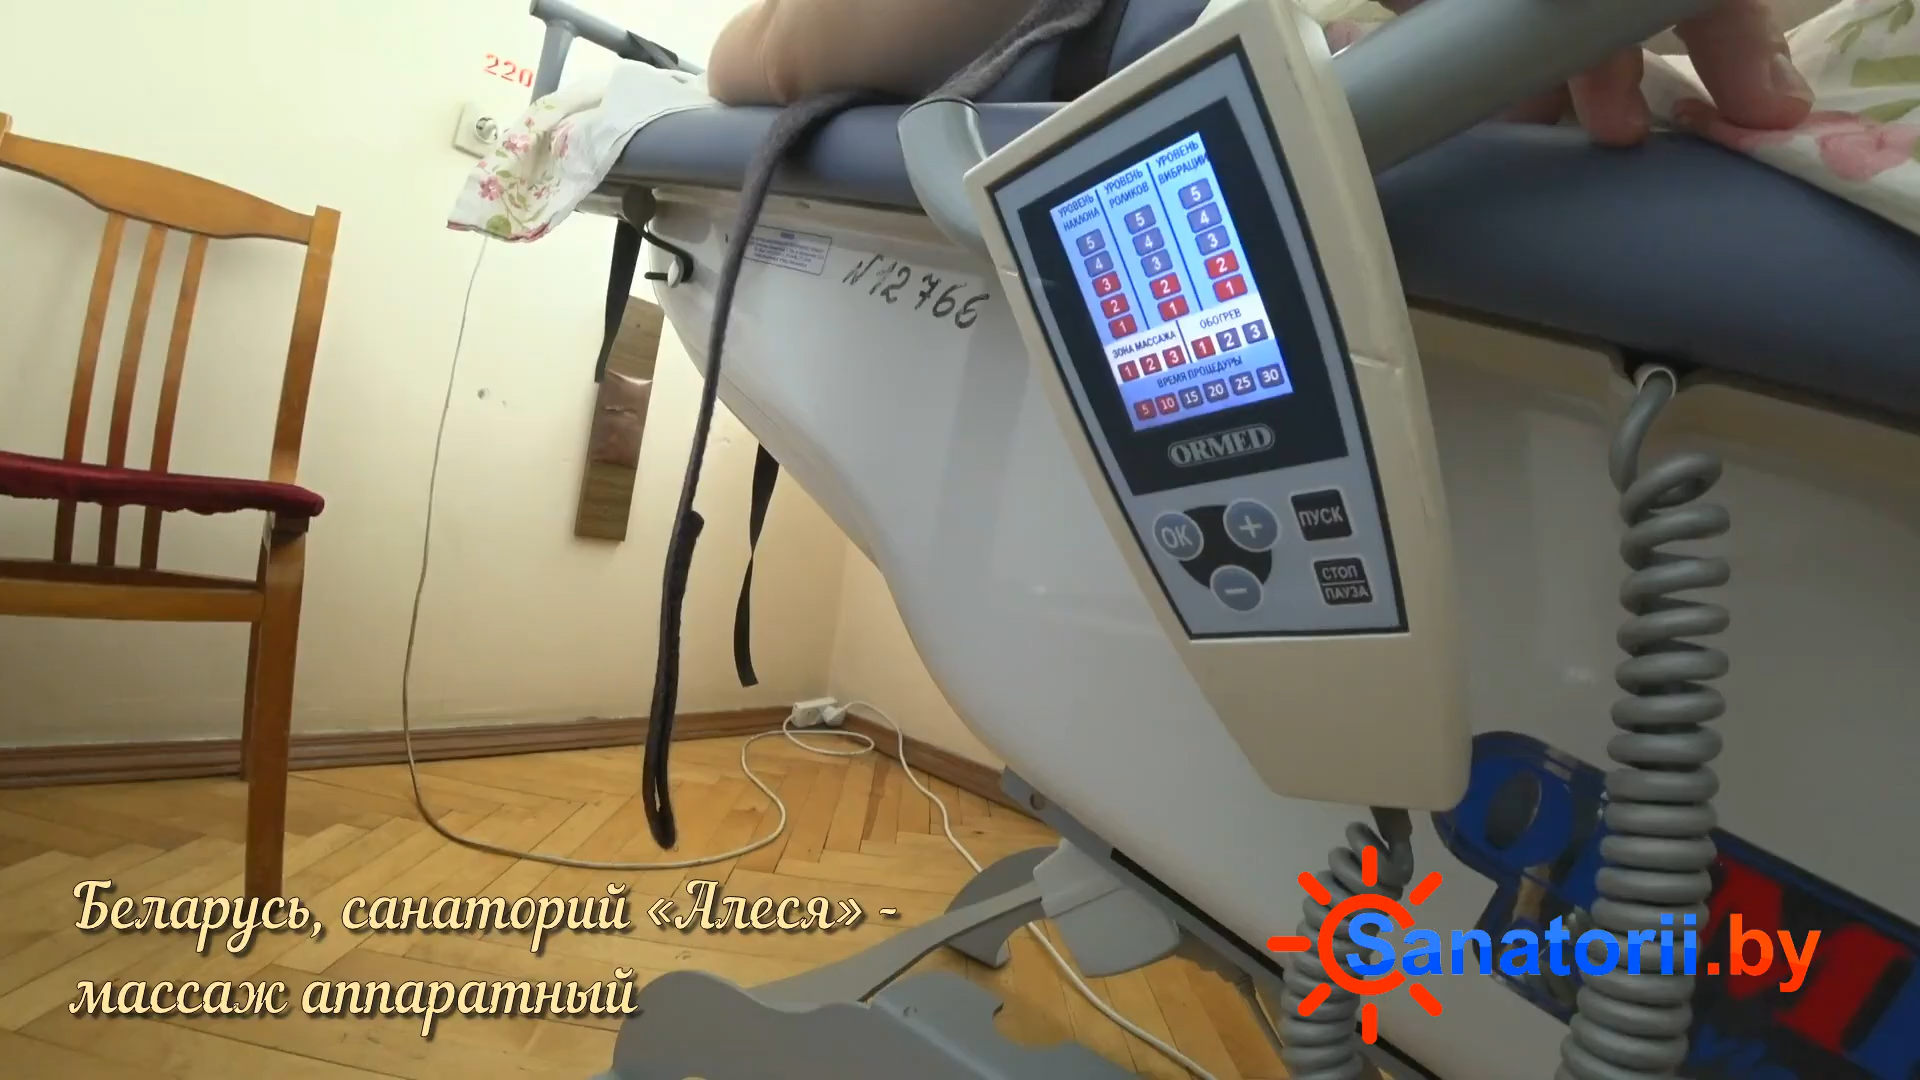 220
N12766
УРОВЕНЬ НАКЛОНА
УРОВЕНЬ РОЛИКОВ
УРОВЕНЬ ВИБРАЦИИ
5 5 5
4 4 4
3 3 3
2 2 2
1 1 1
ЗОНА МАССАЖА ОБОГРЕВ
1 2 3 1 2 3
ВРЕМЯ ПРОЦЕДУРЫ
5 10 15 20 25 30
ORMED
OK + ПУСК
− СТОП
ПАУЗА
Беларусь, санаторий «Алеся» -
массаж аппаратный
Sanatorii.by